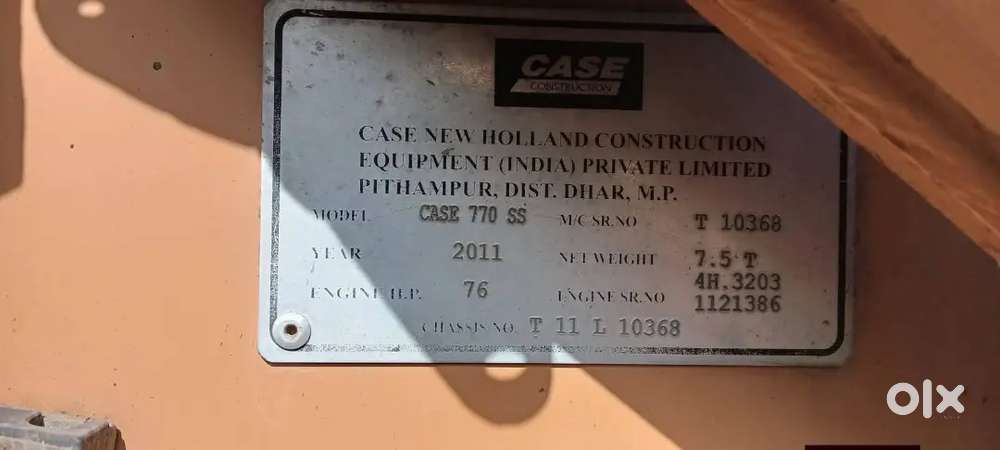 CASE
CONSTRUCTION
CASE NEW HOLLAND CONSTRUCTION
EQUIPMENT (INDIA) PRIVATE LIMITED
PITHAMPUR, DIST. DHAR, M.P.
MODEL CASE 770 SS M/C SR.NO T 10368
YEAR 2011 NET WEIGHT 7.5 T
ENGINE H.P. 76 ENGINE SR.NO 4H.3203
1121386
CHASSIS NO. T 11 L 10368
olx